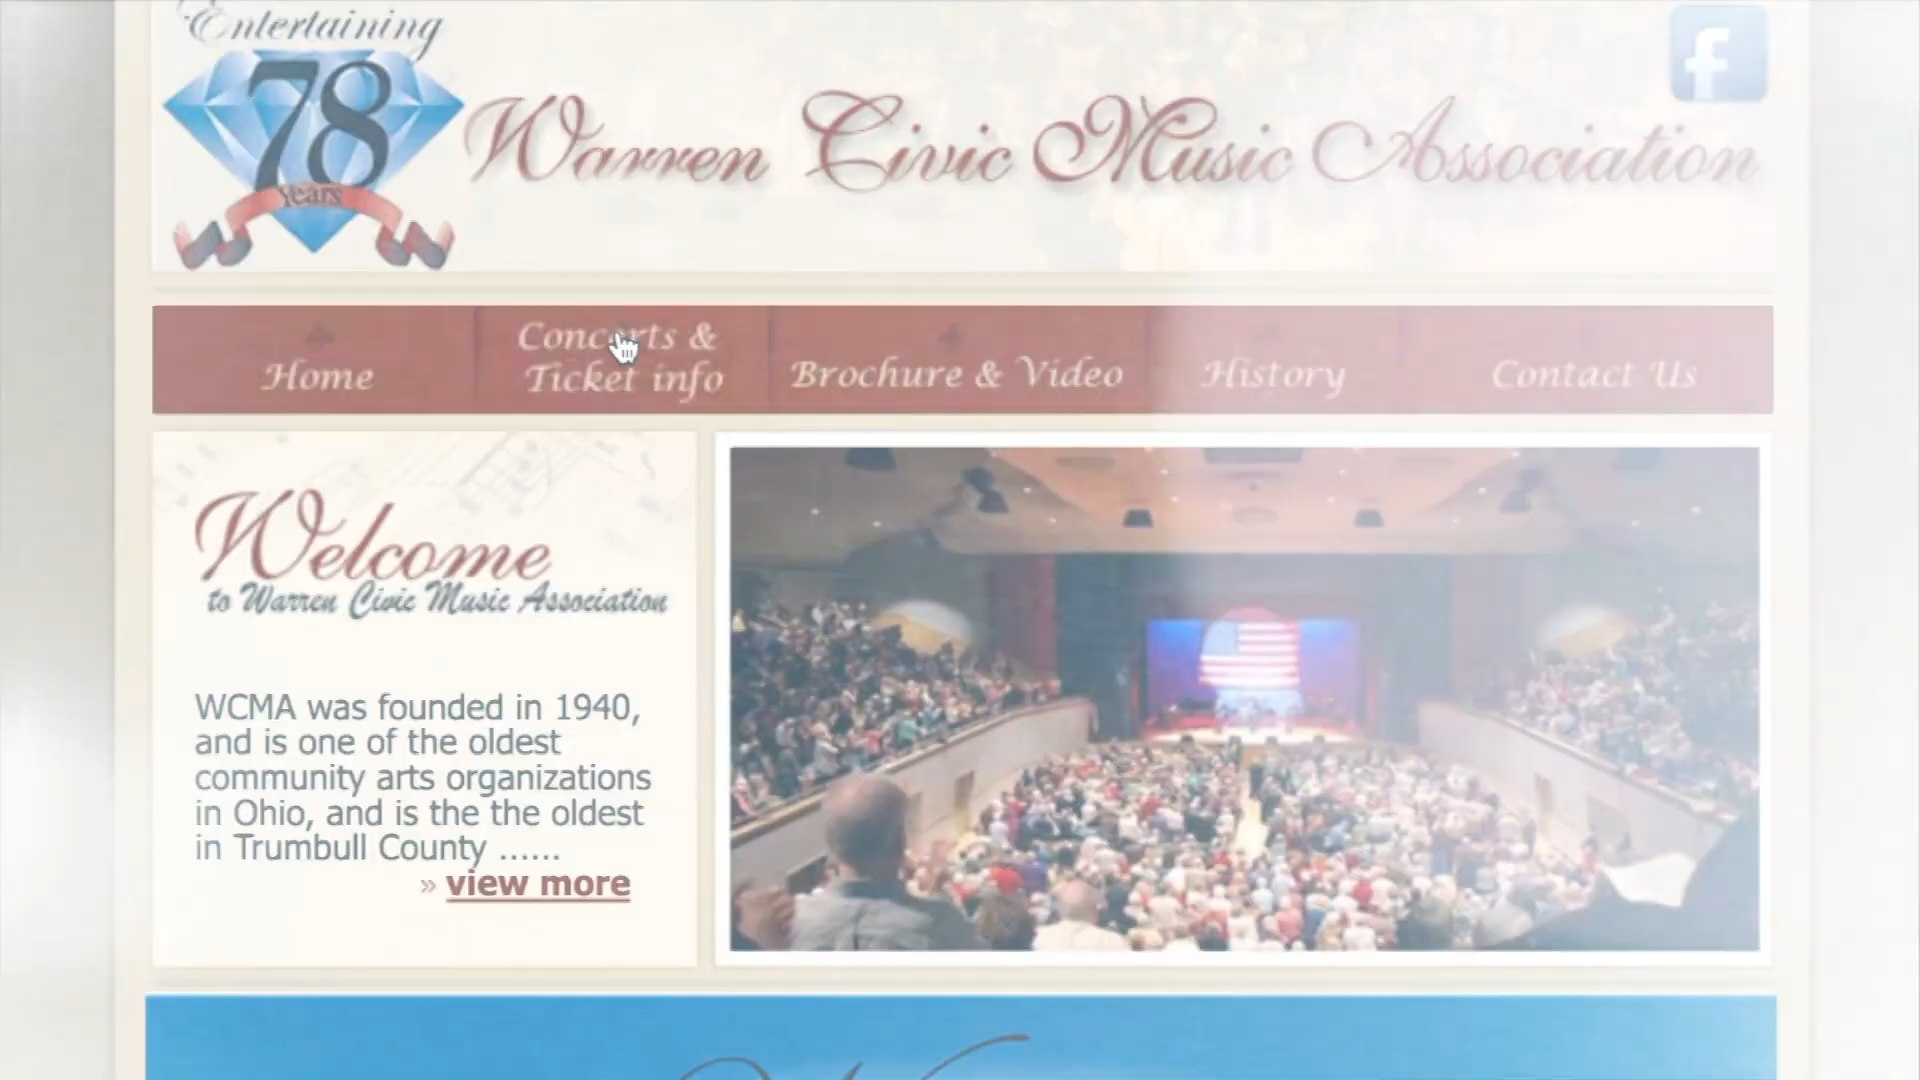 Entertaining
78
Years
Warren Civic Music Association
f
Home
Concerts &
Ticket info
Brochure & Video
History
Contact Us
Welcome
to Warren Civic Music Association
WCMA was founded in 1940,
and is one of the oldest
community arts organizations
in Ohio, and is the the oldest
in Trumbull County ......
» view more